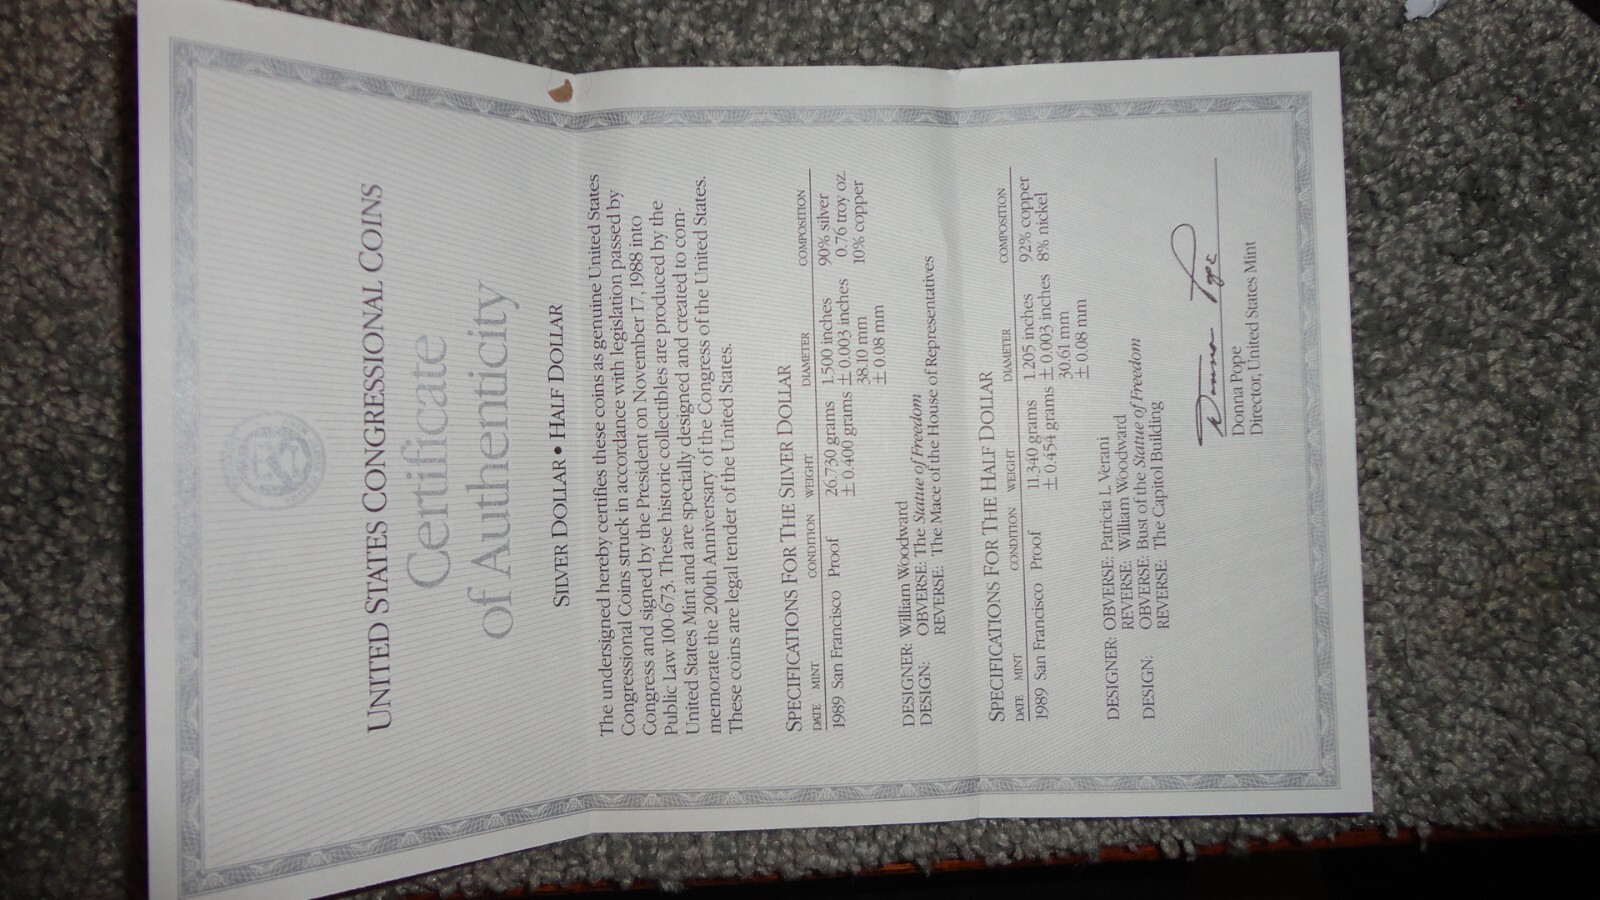 UNITED STATES CONGRESSIONAL COINS
Certificate
of Authenticity
SILVER DOLLAR • HALF DOLLAR
The undersigned hereby certifies these coins as genuine United States
Congressional Coins struck in accordance with legislation passed by
Congress and signed by the President on November 17, 1988 into
Public Law 100-673. These historic collectibles are produced by the
United States Mint and are specially designed and created to com-
memorate the 200th Anniversary of the Congress of the United States.
These coins are legal tender of the United States.
SPECIFICATIONS FOR THE SILVER DOLLAR
DATE MINT CONDITION WEIGHT DIAMETER COMPOSITION
1989 San Francisco Proof 26.730 grams 1.500 inches 90% silver
± 0.400 grams ± 0.003 inches 0.76 troy oz.
38.10 mm 10% copper
± 0.08 mm
DESIGNER: William Woodward
DESIGN: OBVERSE: The Statue of Freedom
REVERSE: The Mace of the House of Representatives
SPECIFICATIONS FOR THE HALF DOLLAR
DATE MINT CONDITION WEIGHT DIAMETER COMPOSITION
1989 San Francisco Proof 11.340 grams 1.205 inches 92% copper
± 0.454 grams ± 0.003 inches 8% nickel
30.61 mm
± 0.08 mm
DESIGNER: OBVERSE: Patricia L. Verani
REVERSE: William Woodward
DESIGN: OBVERSE: Bust of the Statue of Freedom
REVERSE: The Capitol Building
Donna Pope
Donna Pope
Director, United States Mint